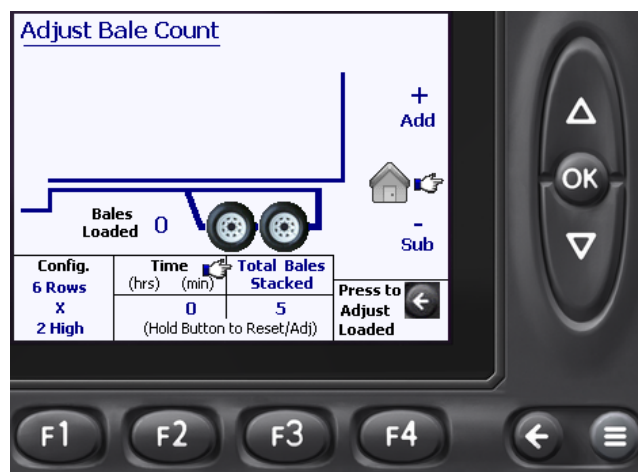 Adjust Bale Count
+
Add
OK
Bales
Loaded 0
-
Sub
Config.
6 Rows
X
2 High
Time
(hrs) (min)
0
Total Bales
Stacked
5
(Hold Button to Reset/Adj)
Press to
Adjust
Loaded
F1 F2 F3 F4